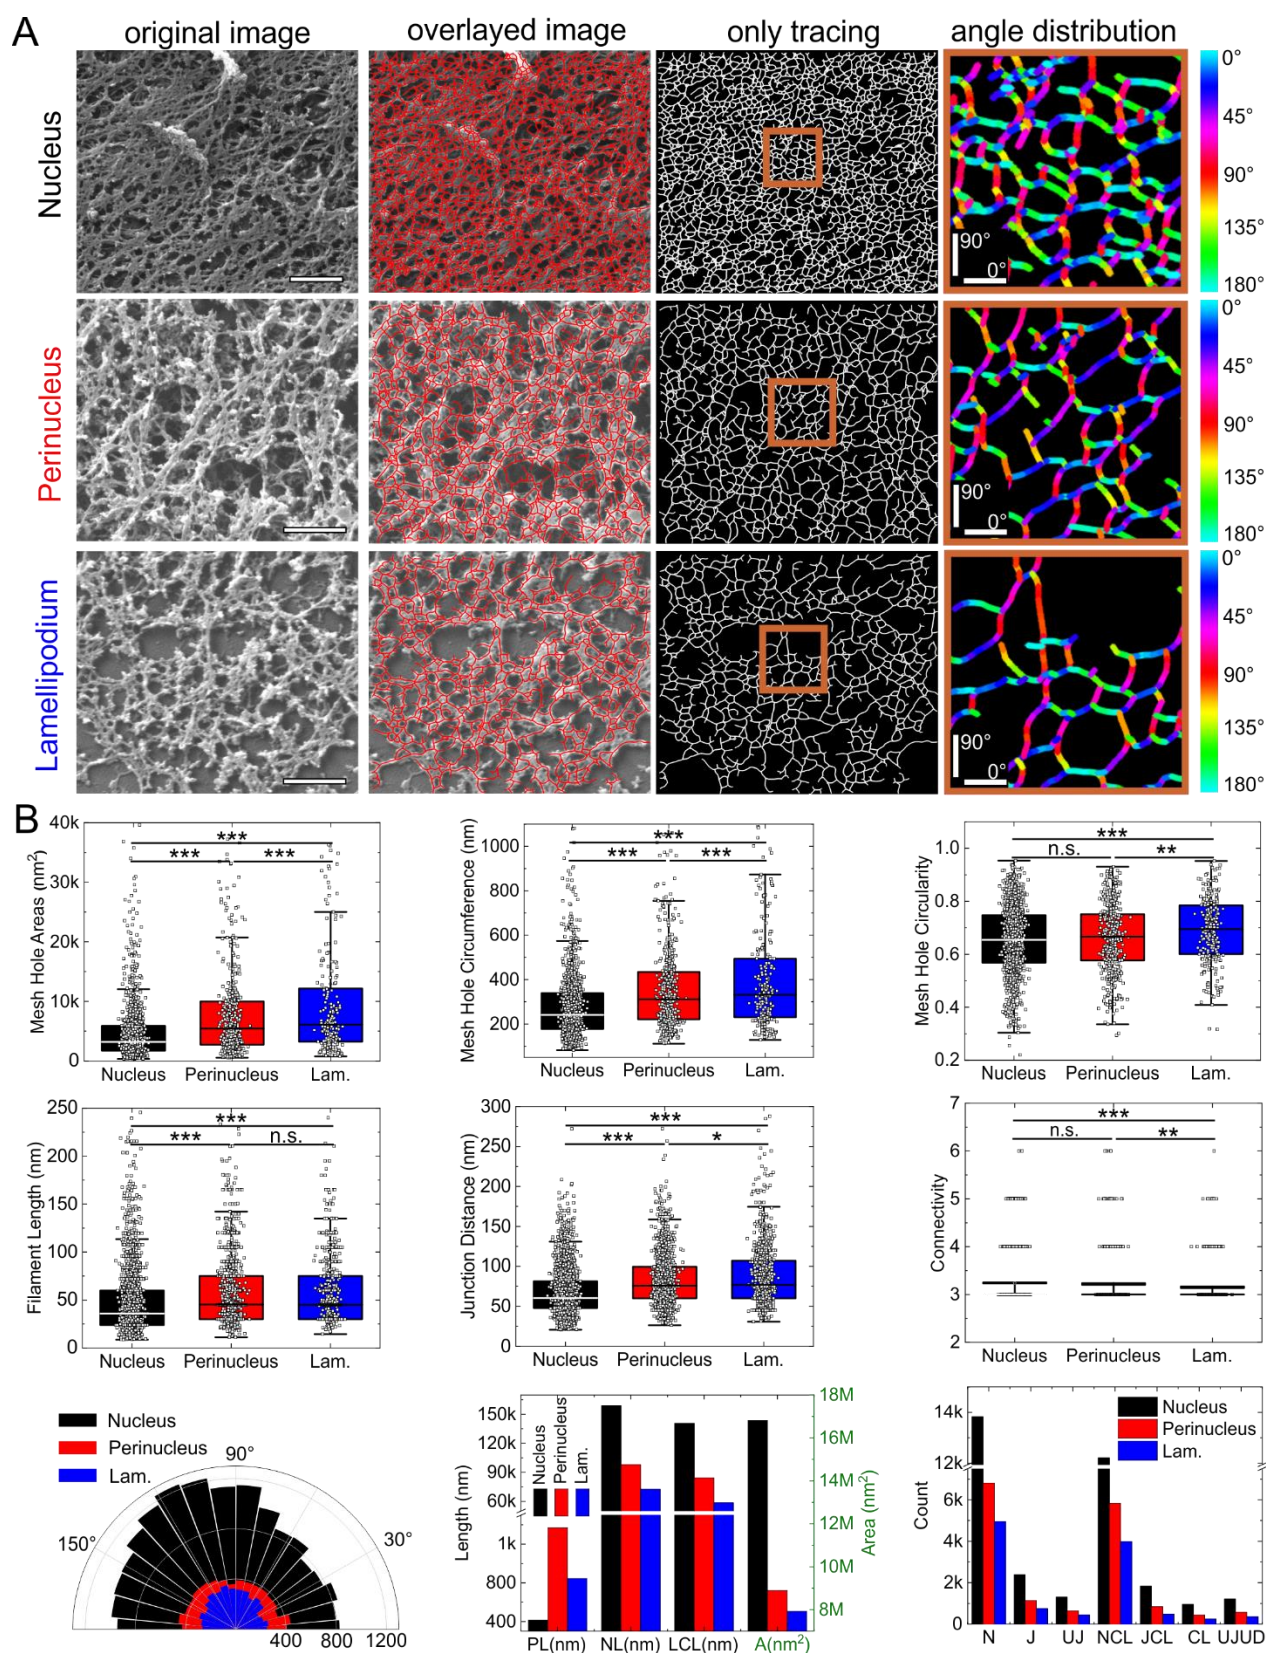 A
original image
overlayed image
only tracing
angle distribution
Nucleus
90°
0°
0°
45°
90°
135°
180°
Perinucleus
90°
0°
0°
45°
90°
135°
180°
Lamellipodium
90°
0°
0°
45°
90°
135°
180°
B
Mesh Hole Areas (nm²)
40k
30k
20k
10k
0
***
*** ***
Nucleus Perinucleus Lam.
Mesh Hole Circumference (nm)
1000
800
600
400
200
***
*** ***
Nucleus Perinucleus Lam.
Mesh Hole Circularity
1.0
0.8
0.6
0.4
0.2
***
n.s. **
Nucleus Perinucleus Lam.
Filament Length (nm)
250
200
150
100
50
0
***
*** n.s.
Nucleus Perinucleus Lam.
Junction Distance (nm)
300
250
200
150
100
50
0
***
*** *
Nucleus Perinucleus Lam.
Connectivity
7
6
5
4
3
2
***
n.s. **
Nucleus Perinucleus Lam.
Nucleus
Perinucleus
Lam.
90°
150°
30°
400 800 1200
Length (nm)
150k
120k
90k
60k
1k
800
400
Nucleus
Perinucleus
Lam.
18M
16M
14M
12M
10M
8M
Area (nm²)
PL(nm) NL(nm) LCL(nm) A(nm²)
Count
14k
12k
4k
2k
0
Nucleus
Perinucleus
Lam.
N J UJ NCL JCL CL UJUD